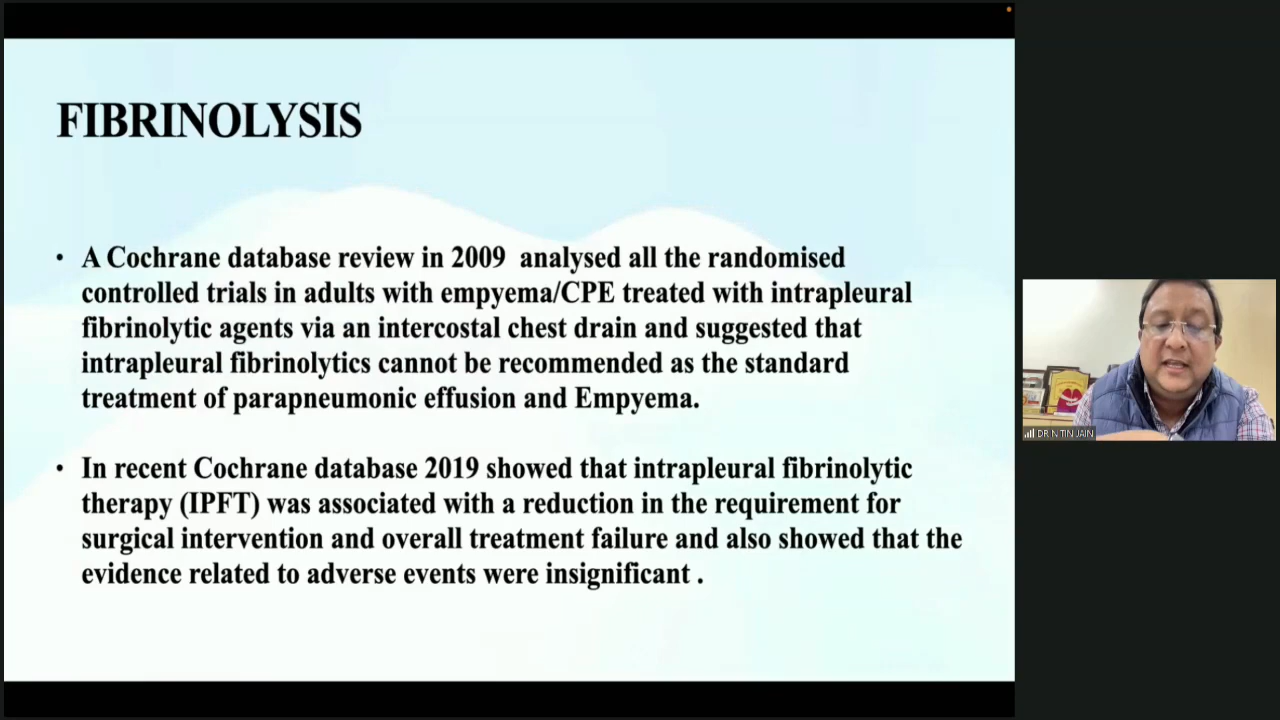 FIBRINOLYSIS
• A Cochrane database review in 2009 analysed all the randomised
controlled trials in adults with empyema/CPE treated with intrapleural
fibrinolytic agents via an intercostal chest drain and suggested that
intrapleural fibrinolytics cannot be recommended as the standard
treatment of parapneumonic effusion and Empyema.
• In recent Cochrane database 2019 showed that intrapleural fibrinolytic
therapy (IPFT) was associated with a reduction in the requirement for
surgical intervention and overall treatment failure and also showed that the
evidence related to adverse events were insignificant .
DR NITIN JAIN